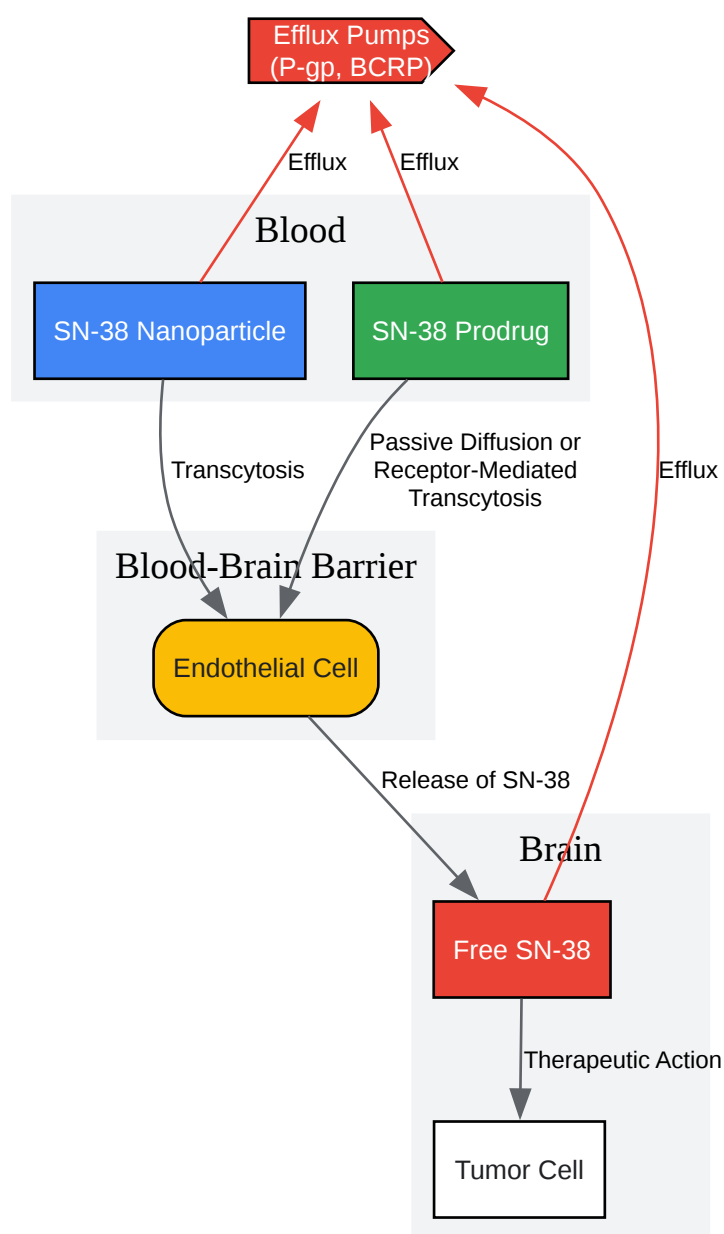 Efflux Pumps
(P-gp, BCRP)
Efflux
Efflux
Blood
SN-38 Nanoparticle
SN-38 Prodrug
Transcytosis
Passive Diffusion or
Receptor-Mediated
Transcytosis
Efflux
Blood-Brain Barrier
Endothelial Cell
Release of SN-38
Brain
Free SN-38
Therapeutic Action
Tumor Cell